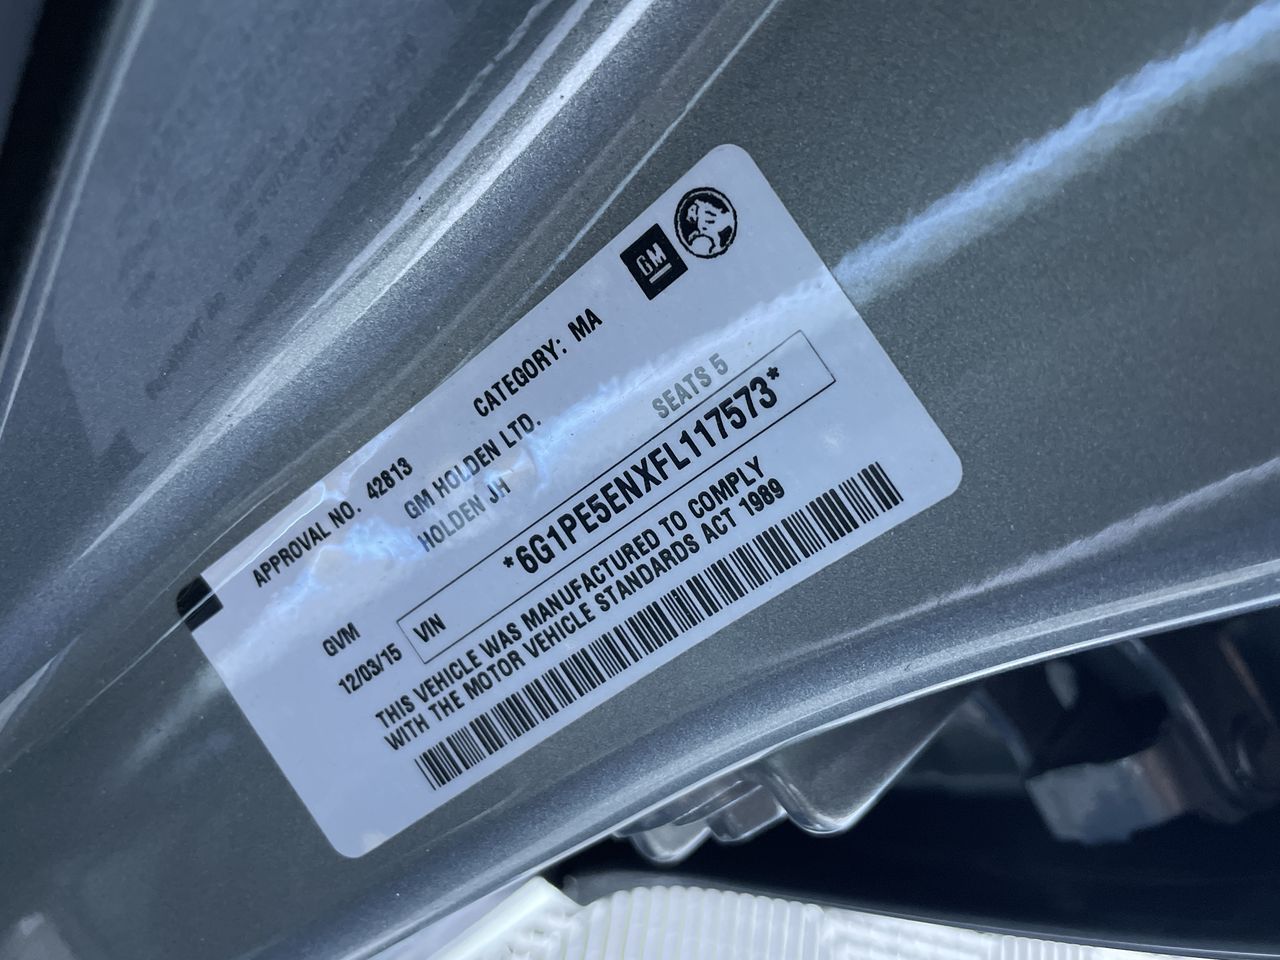 GM
APPROVAL NO. 42813 CATEGORY: MA
GM HOLDEN LTD.
HOLDEN JH SEATS 5
GVM
12/03/15 VIN *6G1PE5ENXFL117573*
THIS VEHICLE WAS MANUFACTURED TO COMPLY
WITH THE MOTOR VEHICLE STANDARDS ACT 1989